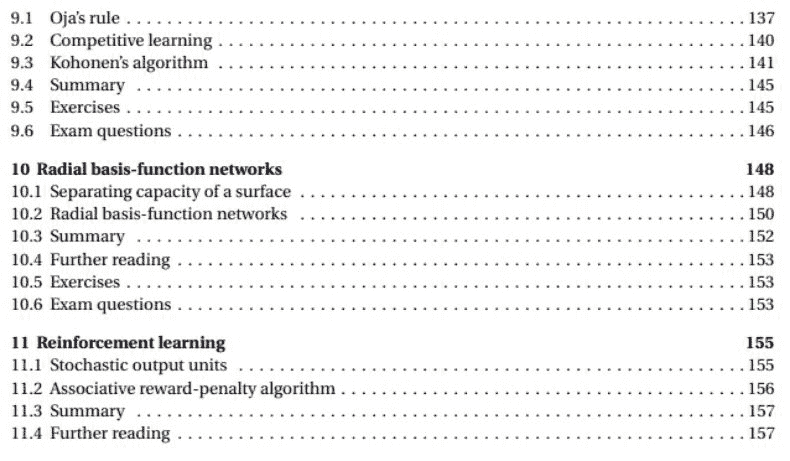 9.1 Oja's rule . . . . . . . . . . . . . . . . . . . . . . . . . . . . . . . . . . . . . . . . 137
9.2 Competitive learning . . . . . . . . . . . . . . . . . . . . . . . . . . . . . . . . . . 140
9.3 Kohonen's algorithm . . . . . . . . . . . . . . . . . . . . . . . . . . . . . . . . . . 141
9.4 Summary . . . . . . . . . . . . . . . . . . . . . . . . . . . . . . . . . . . . . . . . 145
9.5 Exercises . . . . . . . . . . . . . . . . . . . . . . . . . . . . . . . . . . . . . . . . 145
9.6 Exam questions . . . . . . . . . . . . . . . . . . . . . . . . . . . . . . . . . . . . . 146
10 Radial basis-function networks 148
10.1 Separating capacity of a surface . . . . . . . . . . . . . . . . . . . . . . . . . . . . 148
10.2 Radial basis-function networks . . . . . . . . . . . . . . . . . . . . . . . . . . . . 150
10.3 Summary . . . . . . . . . . . . . . . . . . . . . . . . . . . . . . . . . . . . . . . . 152
10.4 Further reading . . . . . . . . . . . . . . . . . . . . . . . . . . . . . . . . . . . . . 153
10.5 Exercises . . . . . . . . . . . . . . . . . . . . . . . . . . . . . . . . . . . . . . . . 153
10.6 Exam questions . . . . . . . . . . . . . . . . . . . . . . . . . . . . . . . . . . . . . 153
11 Reinforcement learning 155
11.1 Stochastic output units . . . . . . . . . . . . . . . . . . . . . . . . . . . . . . . . . 155
11.2 Associative reward-penalty algorithm . . . . . . . . . . . . . . . . . . . . . . . . . 156
11.3 Summary . . . . . . . . . . . . . . . . . . . . . . . . . . . . . . . . . . . . . . . . 157
11.4 Further reading . . . . . . . . . . . . . . . . . . . . . . . . . . . . . . . . . . . . . 157